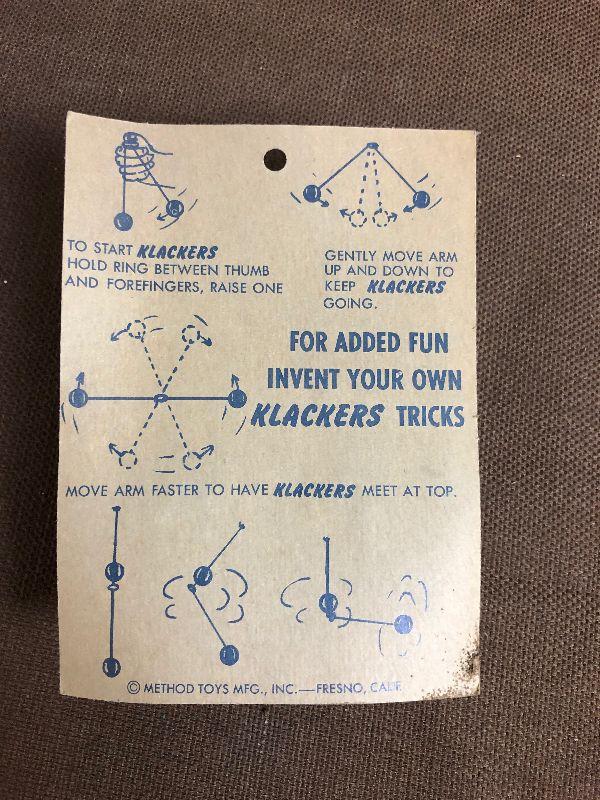 TO START KLACKERS
HOLD RING BETWEEN THUMB
AND FOREFINGERS, RAISE ONE
GENTLY MOVE ARM
UP AND DOWN TO
KEEP KLACKERS
GOING.
FOR ADDED FUN
INVENT YOUR OWN
KLACKERS TRICKS
MOVE ARM FASTER TO HAVE KLACKERS MEET AT TOP.
© METHOD TOYS MFG., INC.—FRESNO, CALIF.